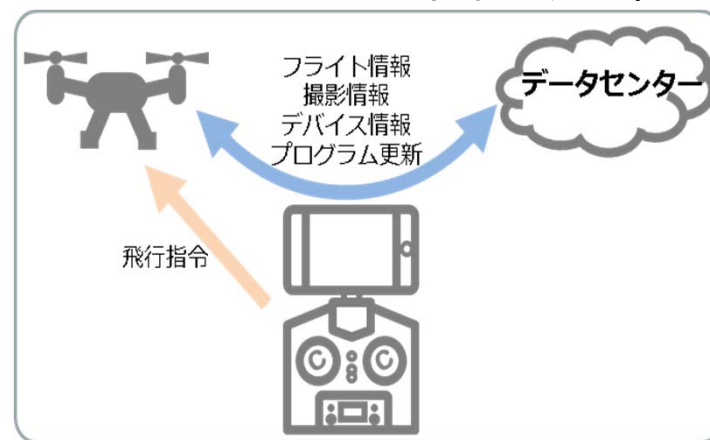 フライト情報
撮影情報
デバイス情報
プログラム更新
データセンター
飛行指令